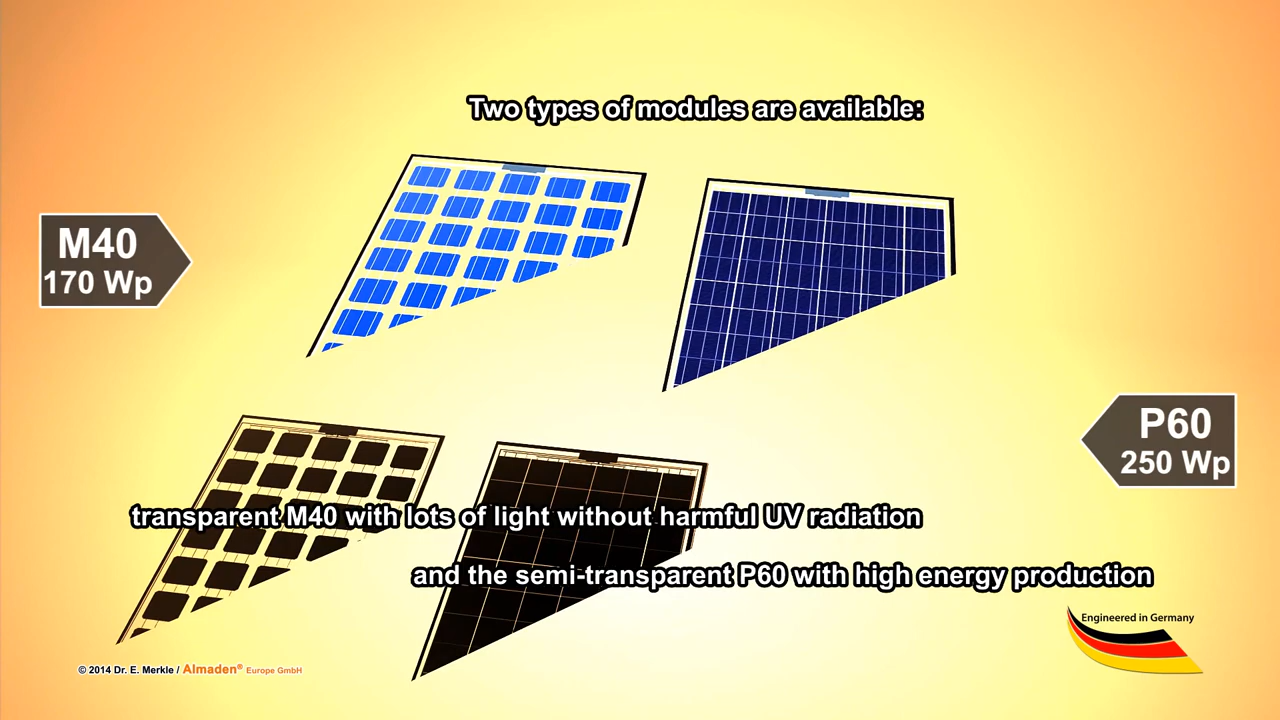 Two types of modules are available:
M40
170 Wp
P60
250 Wp
transparent M40 with lots of light without harmful UV radiation
and the semi-transparent P60 with high energy production
Engineered in Germany
© 2014 Dr. E. Merkle / Almaden® Europe GmbH